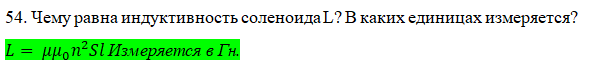 54. Чему равна индуктивность соленоида L? В каких единицах измеряется?
L = μμ₀n²Sl Измеряется в Гн.